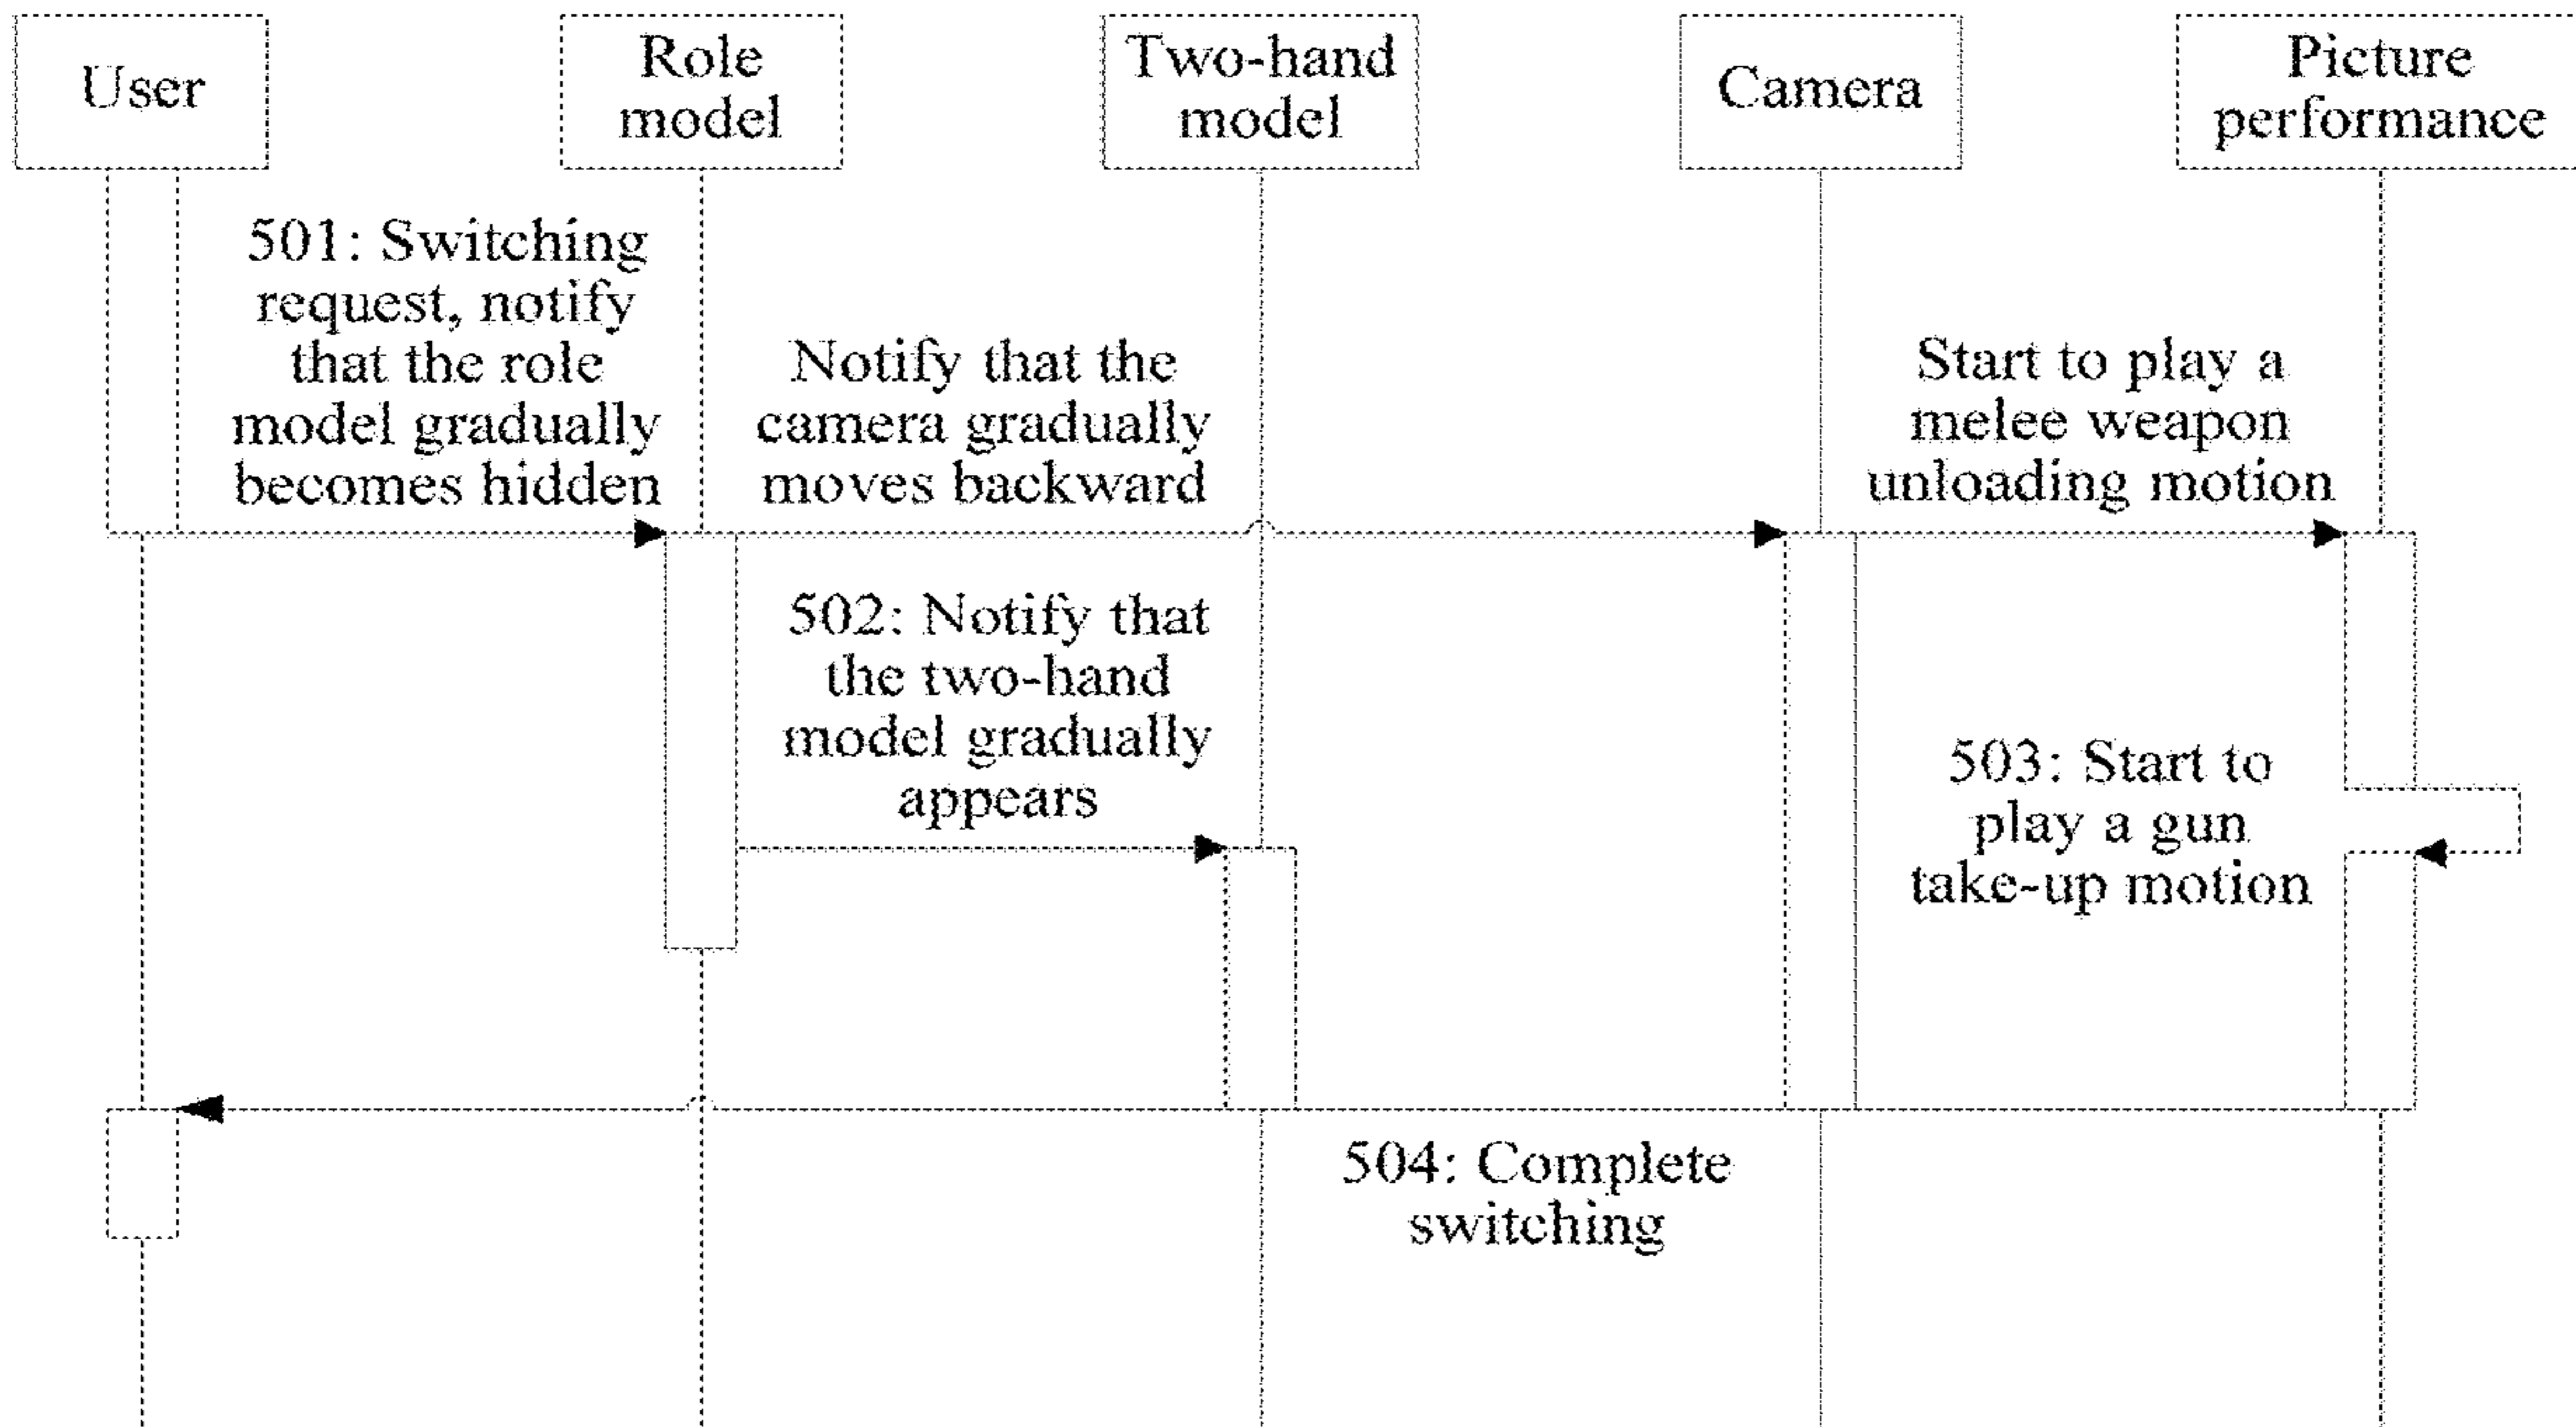 User
Role
model
Two-hand
model
Camera
Picture
performance
501: Switching
request, notify
that the role
model gradually
becomes hidden
Notify that the
camera gradually
moves backward
Start to play a
melee weapon
unloading motion
502: Notify that
the two-hand
model gradually
appears
503: Start to
play a gun
take-up motion
504: Complete
switching